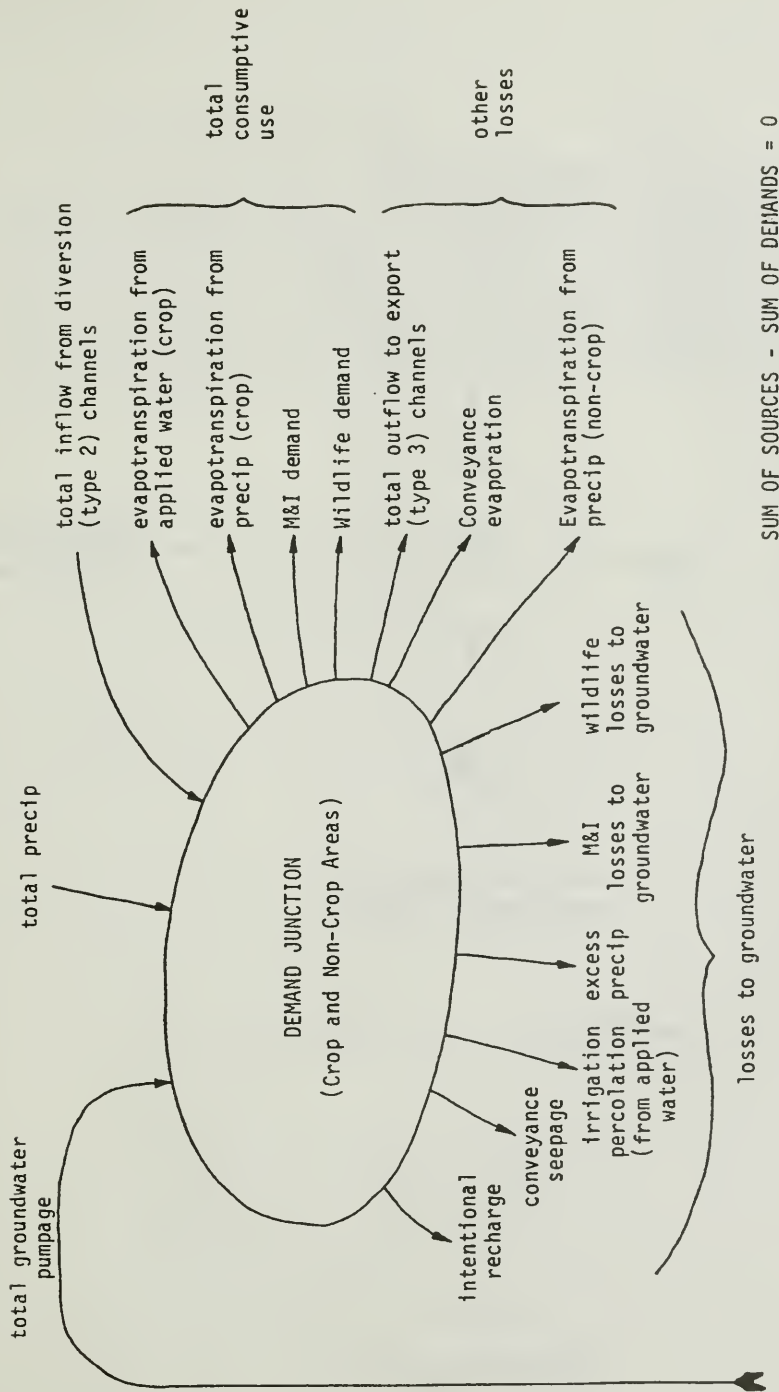 total groundwater
pumpage
total precip
total inflow from diversion
(type 2) channels
evapotranspiration from
applied water (crop)
evapotranspiration from
precip (crop)
M&I demand
Wildlife demand
total
consumptive
use
total outflow to export
(type 3) channels
Conveyance
evaporation
Evapotranspiration from
precip (non-crop)
other
losses
DEMAND JUNCTION
(Crop and Non-Crop Areas)
intentional
recharge
conveyance
seepage
irrigation
percolation
(from applied
water)
excess
precip
M&I
losses to
groundwater
wildlife
losses to
groundwater
losses to groundwater
SUM OF SOURCES - SUM OF DEMANDS = 0